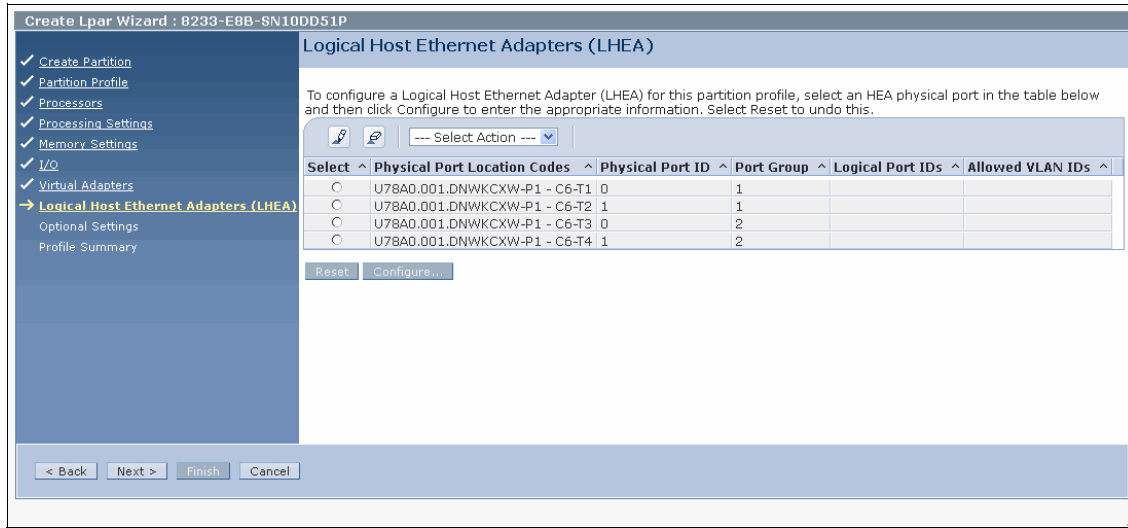 Create Lpar Wizard : 8233-E8B-SN10DD51P
Create Partition
Partition Profile
Processors
Processing Settings
Memory Settings
I/O
Virtual Adapters
Logical Host Ethernet Adapters (LHEA)
Optional Settings
Profile Summary
Logical Host Ethernet Adapters (LHEA)
To configure a Logical Host Ethernet Adapter (LHEA) for this partition profile, select an HEA physical port in the table below
and then click Configure to enter the appropriate information. Select Reset to undo this.
--- Select Action ---
Select ^ Physical Port Location Codes ^ Physical Port ID ^ Port Group ^ Logical Port IDs ^ Allowed VLAN IDs ^
U78A0.001.DNWKCXW-P1 - C6-T1 0 1
U78A0.001.DNWKCXW-P1 - C6-T2 1 1
U78A0.001.DNWKCXW-P1 - C6-T3 0 2
U78A0.001.DNWKCXW-P1 - C6-T4 1 2
Reset Configure...
< Back Next > Finish Cancel